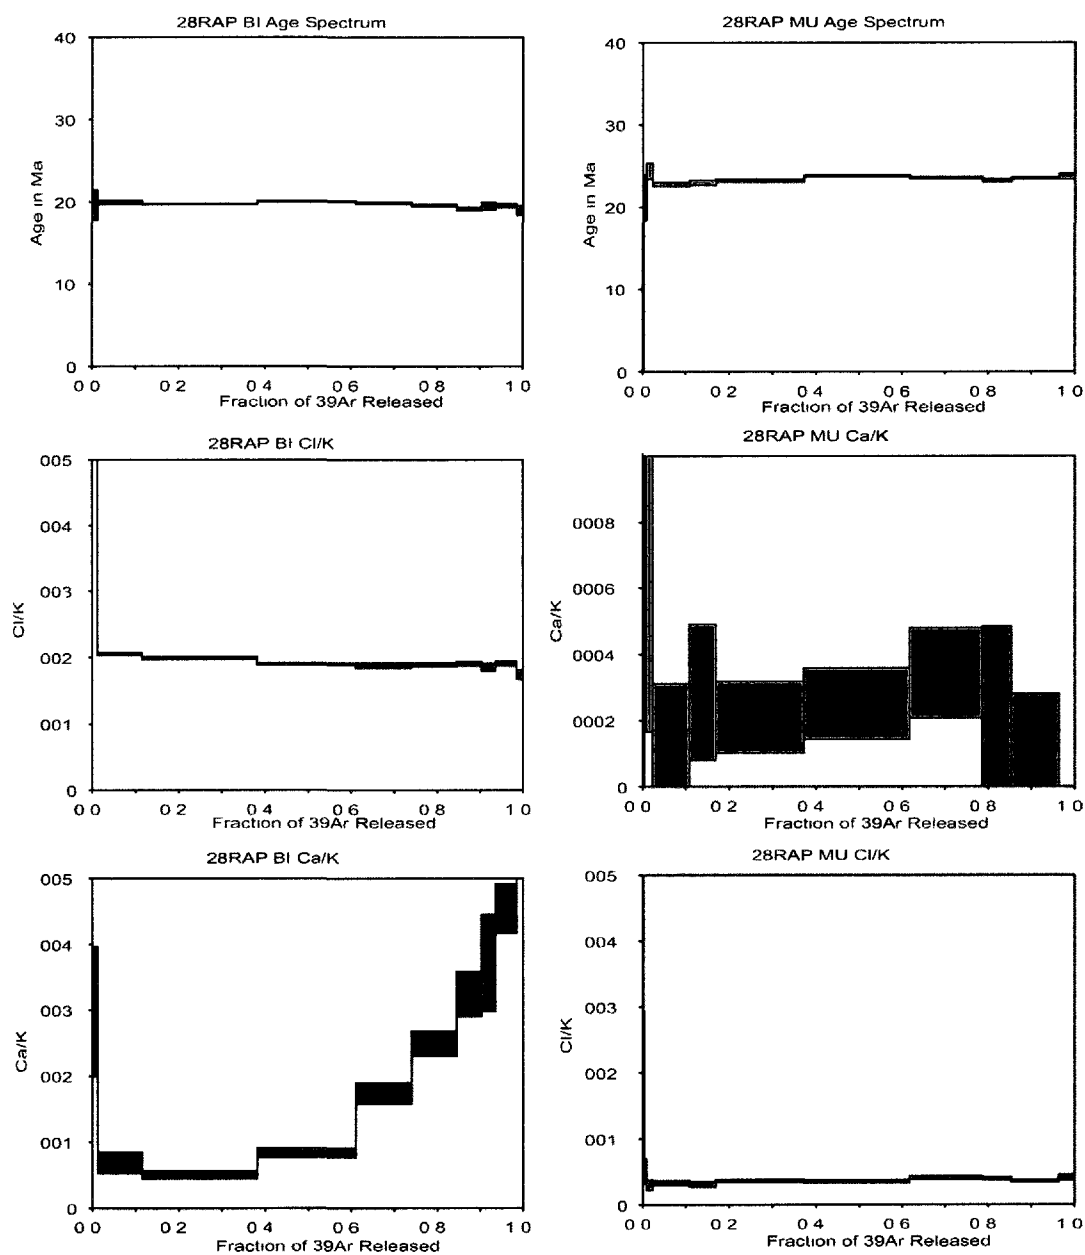 28RAP BI Age Spectrum
40
30
20
10
0
Age in Ma
0 0 0 2 0 4 0 6 0 8 1 0
Fraction of 39Ar Released
28RAP MU Age Spectrum
40
30
20
10
0
Age in Ma
0 0 0 2 0 4 0 6 0 8 1 0
Fraction of 39Ar Released
28RAP BI Cl/K
005
004
003
002
001
0
Cl/K
0 0 0 2 0 4 0 6 0 8 1 0
Fraction of 39Ar Released
28RAP MU Ca/K
0008
0006
0004
0002
0
Ca/K
0 0 0 2 0 4 0 6 0 8 1 0
Fraction of 39Ar Released
28RAP BI Ca/K
005
004
003
002
001
0
Ca/K
0 0 0 2 0 4 0 6 0 8 1 0
Fraction of 39Ar Released
28RAP MU Cl/K
005
004
003
002
001
0
Cl/K
0 0 0 2 0 4 0 6 0 8 1 0
Fraction of 39Ar Released